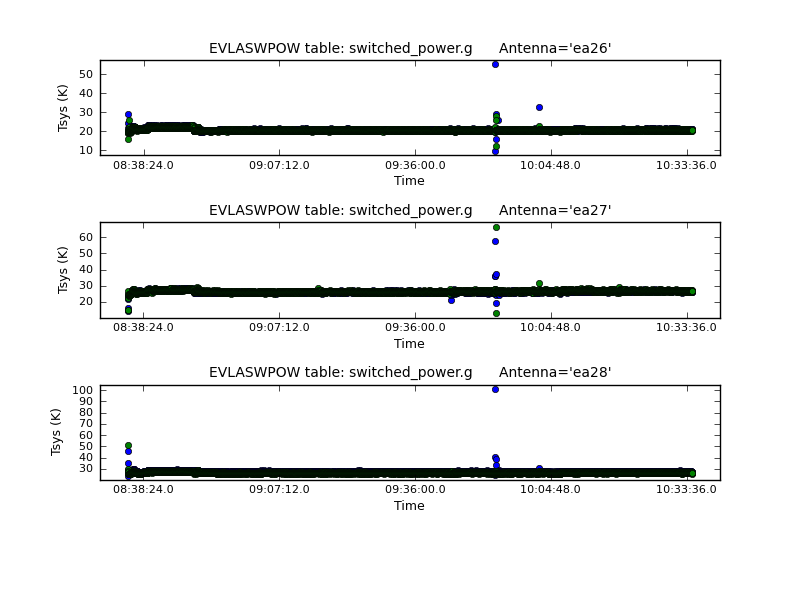 EVLASWPOW table: switched_power.g Antenna='ea26'
Tsys (K)
50
40
30
20
10
08:38:24.0 09:07:12.0 09:36:00.0 10:04:48.0 10:33:36.0
Time
EVLASWPOW table: switched_power.g Antenna='ea27'
Tsys (K)
60
50
40
30
20
08:38:24.0 09:07:12.0 09:36:00.0 10:04:48.0 10:33:36.0
Time
EVLASWPOW table: switched_power.g Antenna='ea28'
Tsys (K)
100
90
80
70
60
50
40
30
08:38:24.0 09:07:12.0 09:36:00.0 10:04:48.0 10:33:36.0
Time